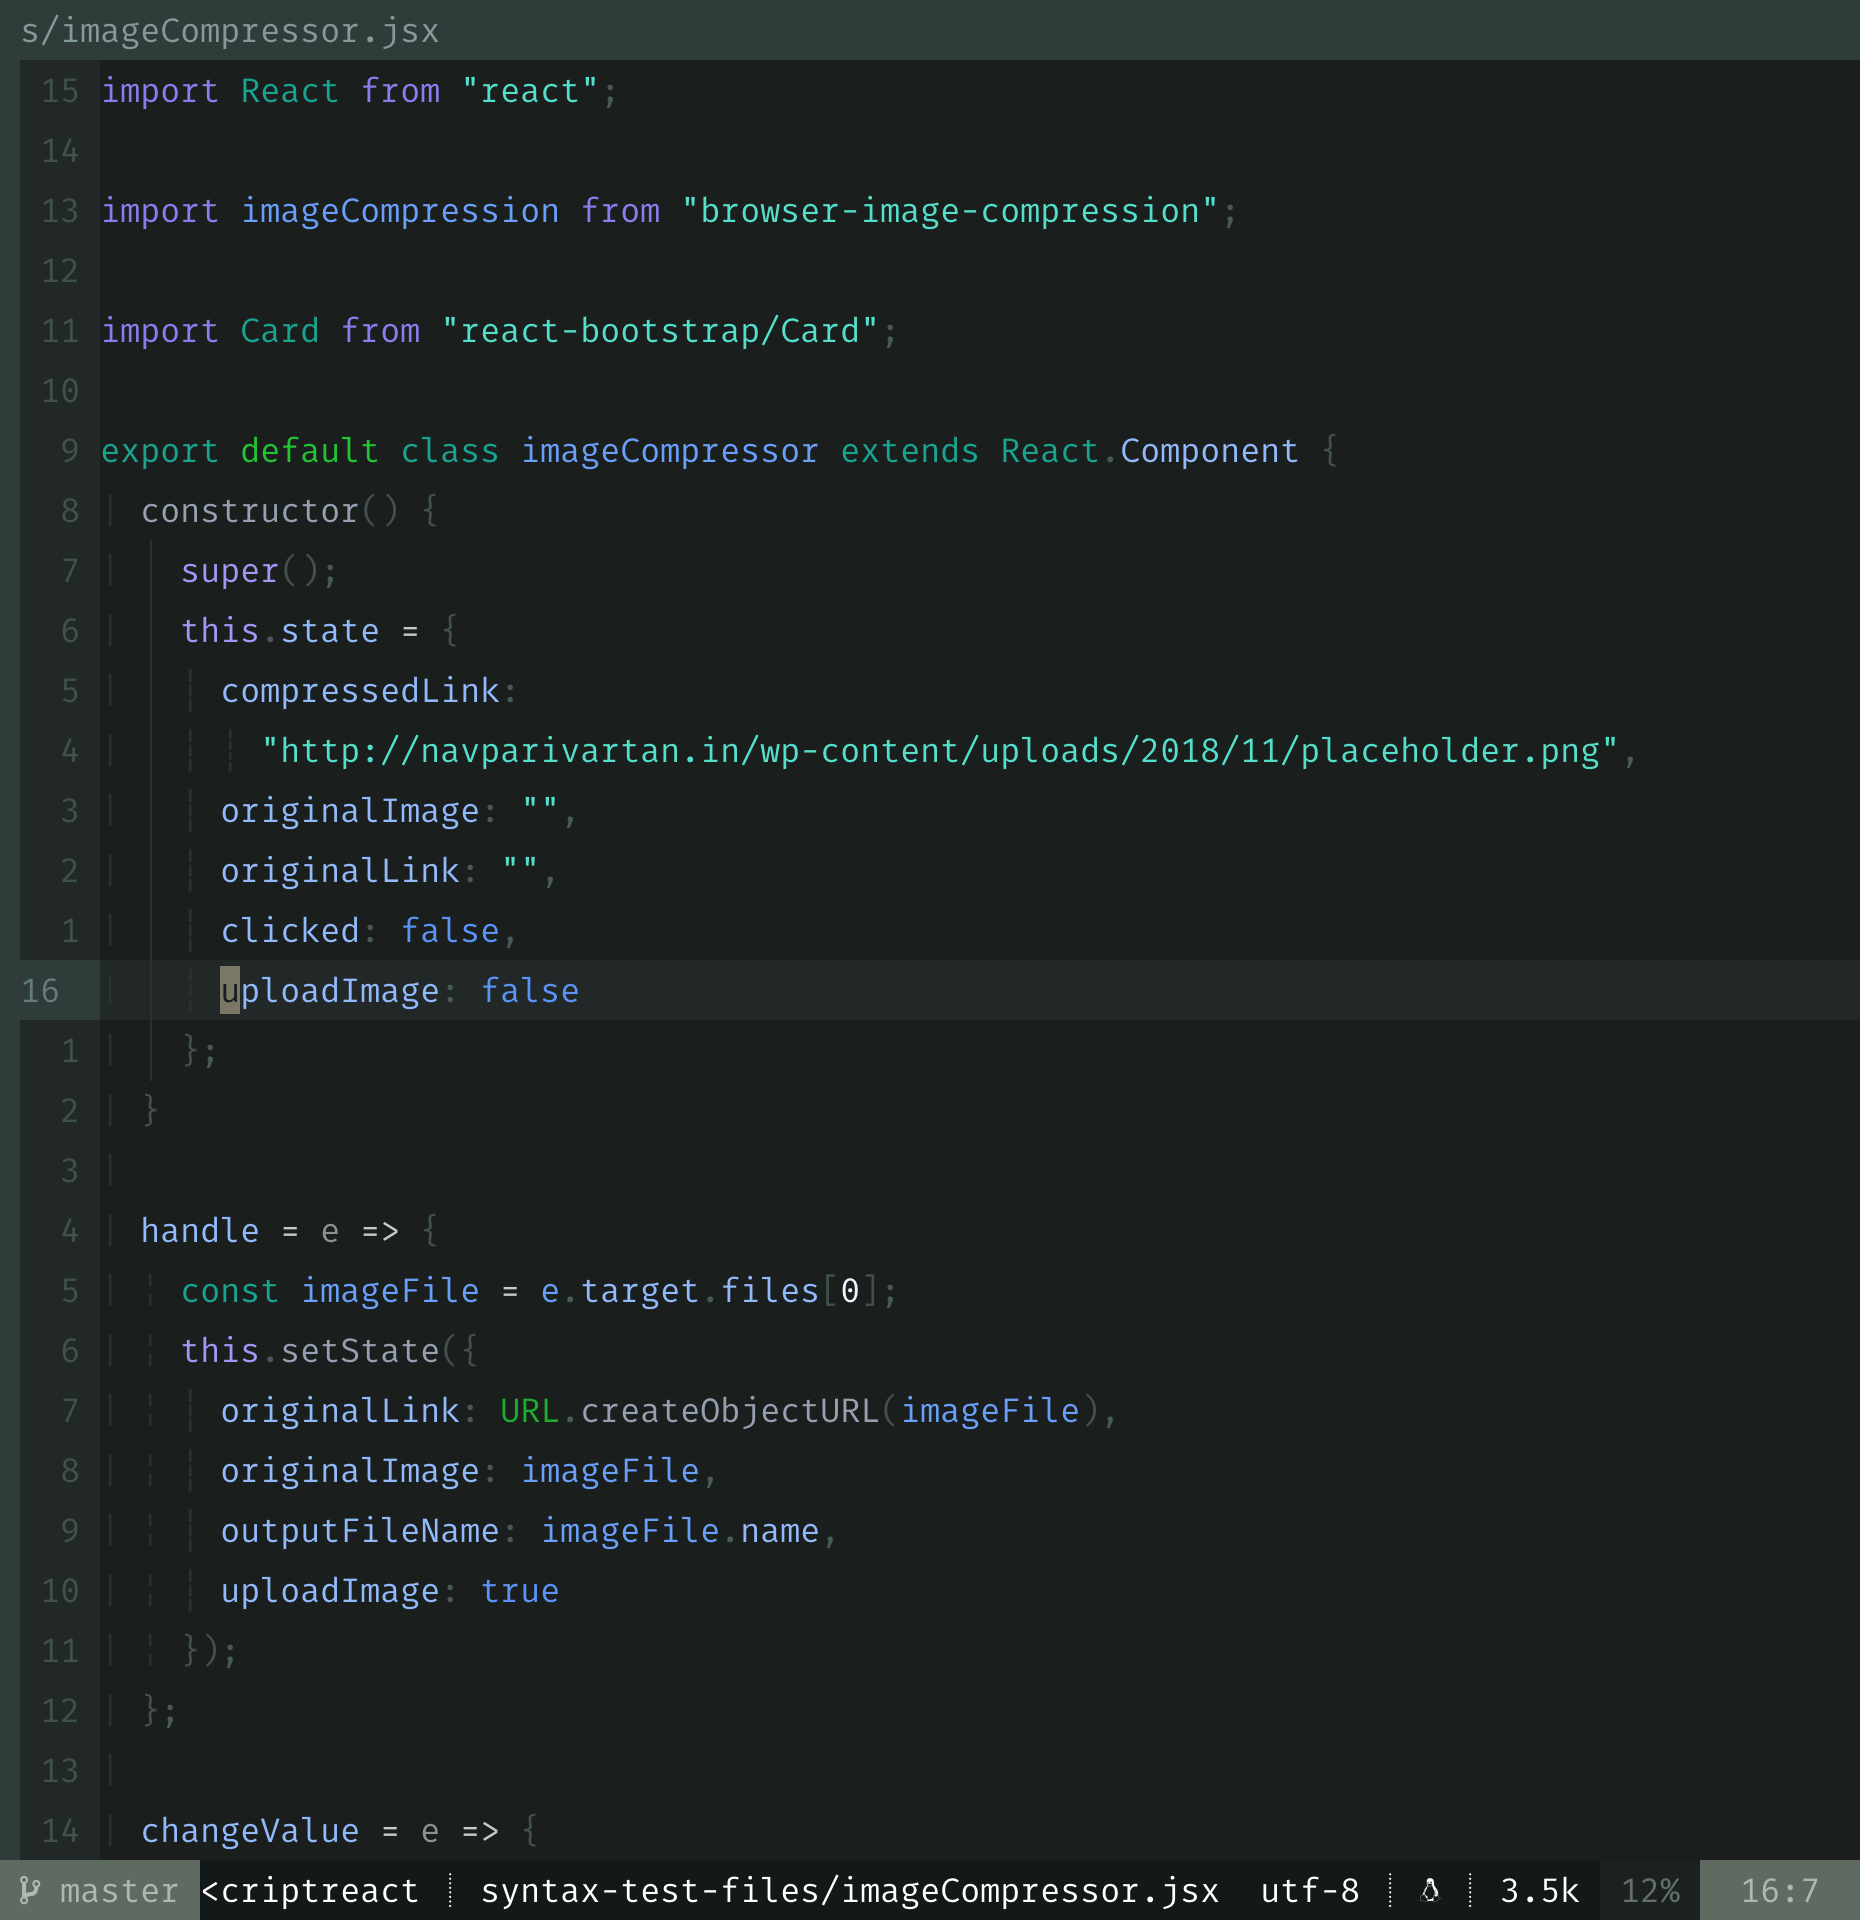 s/imageCompressor.jsx
15 import React from "react";
14
13 import imageCompression from "browser-image-compression";
12
11 import Card from "react-bootstrap/Card";
10
9 export default class imageCompressor extends React.Component {
8   constructor() {
7     super();
6     this.state = {
5       compressedLink:
4         "http://navparivartan.in/wp-content/uploads/2018/11/placeholder.png",
3       originalImage: "",
2       originalLink: "",
1       clicked: false,
16      uploadImage: false
1     };
2   }
3
4   handle = e => {
5     const imageFile = e.target.files[0];
6     this.setState({
7       originalLink: URL.createObjectURL(imageFile),
8       originalImage: imageFile,
9       outputFileName: imageFile.name,
10      uploadImage: true
11    });
12  };
13
14  changeValue = e => {
master <criptreact syntax-test-files/imageCompressor.jsx utf-8 3.5k 12% 16:7